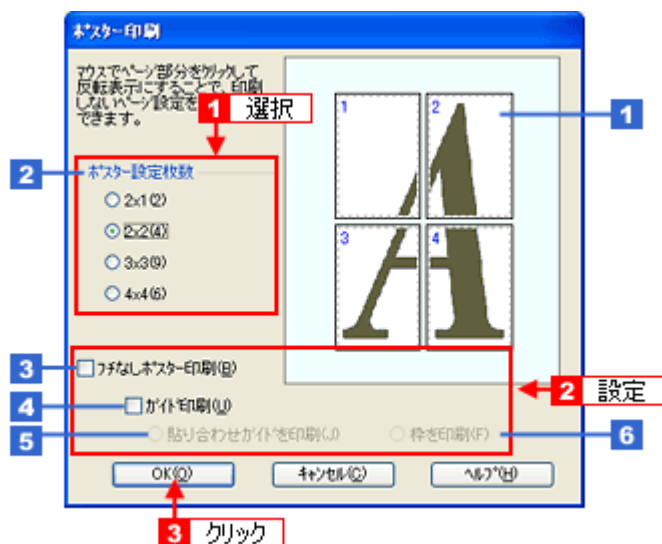 ポスター印刷
マウスでページ部分をクリックして
反転表示にすることで、印刷
しないページ設定を
できます。
1 選択
1
2
3
4
1
2
ポスター設定枚数
2x1(2)
2x2(4)
3x3(9)
4x4(6)
3
フチなしポスター印刷(B)
4
ガイド印刷(U)
2 設定
5
貼り合わせガイドを印刷(J)
枠を印刷(F)
6
OK(O)
キャンセル(C)
ヘルプ(H)
3 クリック